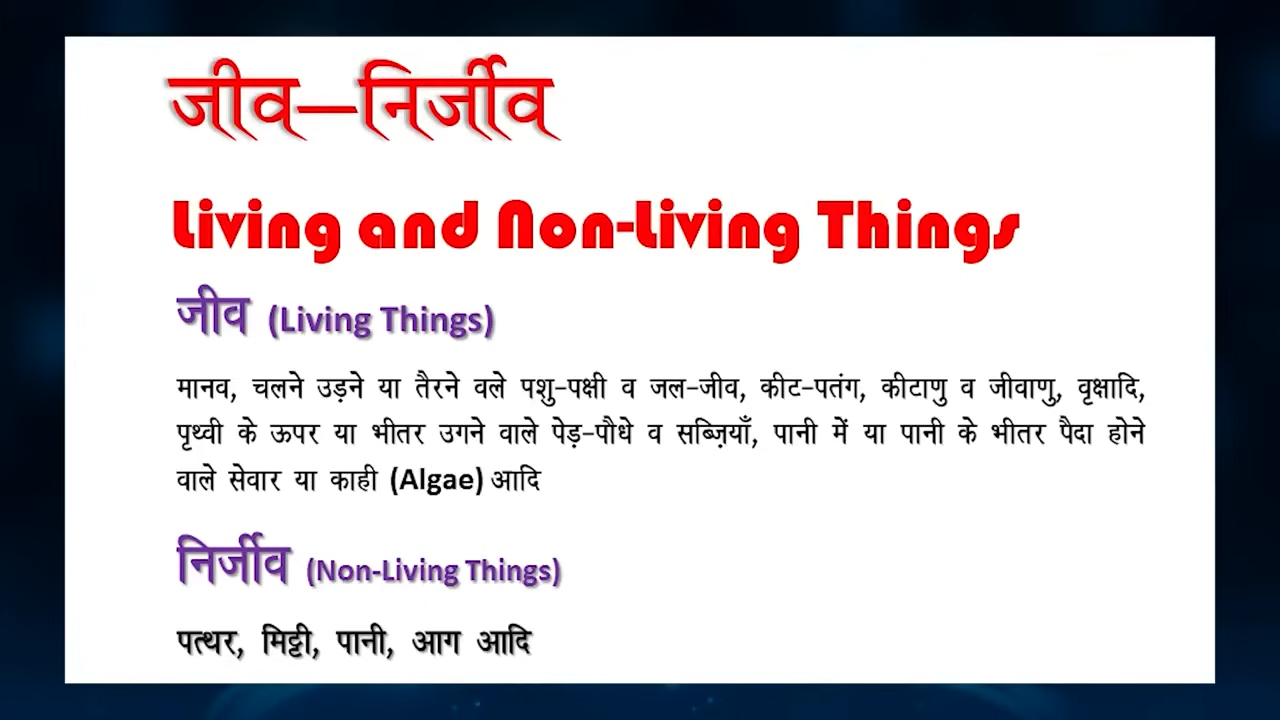 जीव—निर्जीव
Living and Non-Living Things
जीव (Living Things)
मानव, चलने उड़ने या तैरने वले पशु-पक्षी व जल-जीव, कीट-पतंग, कीटाणु व जीवाणु, वृक्षादि,
पृथ्वी के ऊपर या भीतर उगने वाले पेड़-पौधे व सब्ज़ियाँ, पानी में या पानी के भीतर पैदा होने
वाले सेवार या काही (Algae) आदि
निर्जीव (Non-Living Things)
पत्थर, मिट्टी, पानी, आग आदि